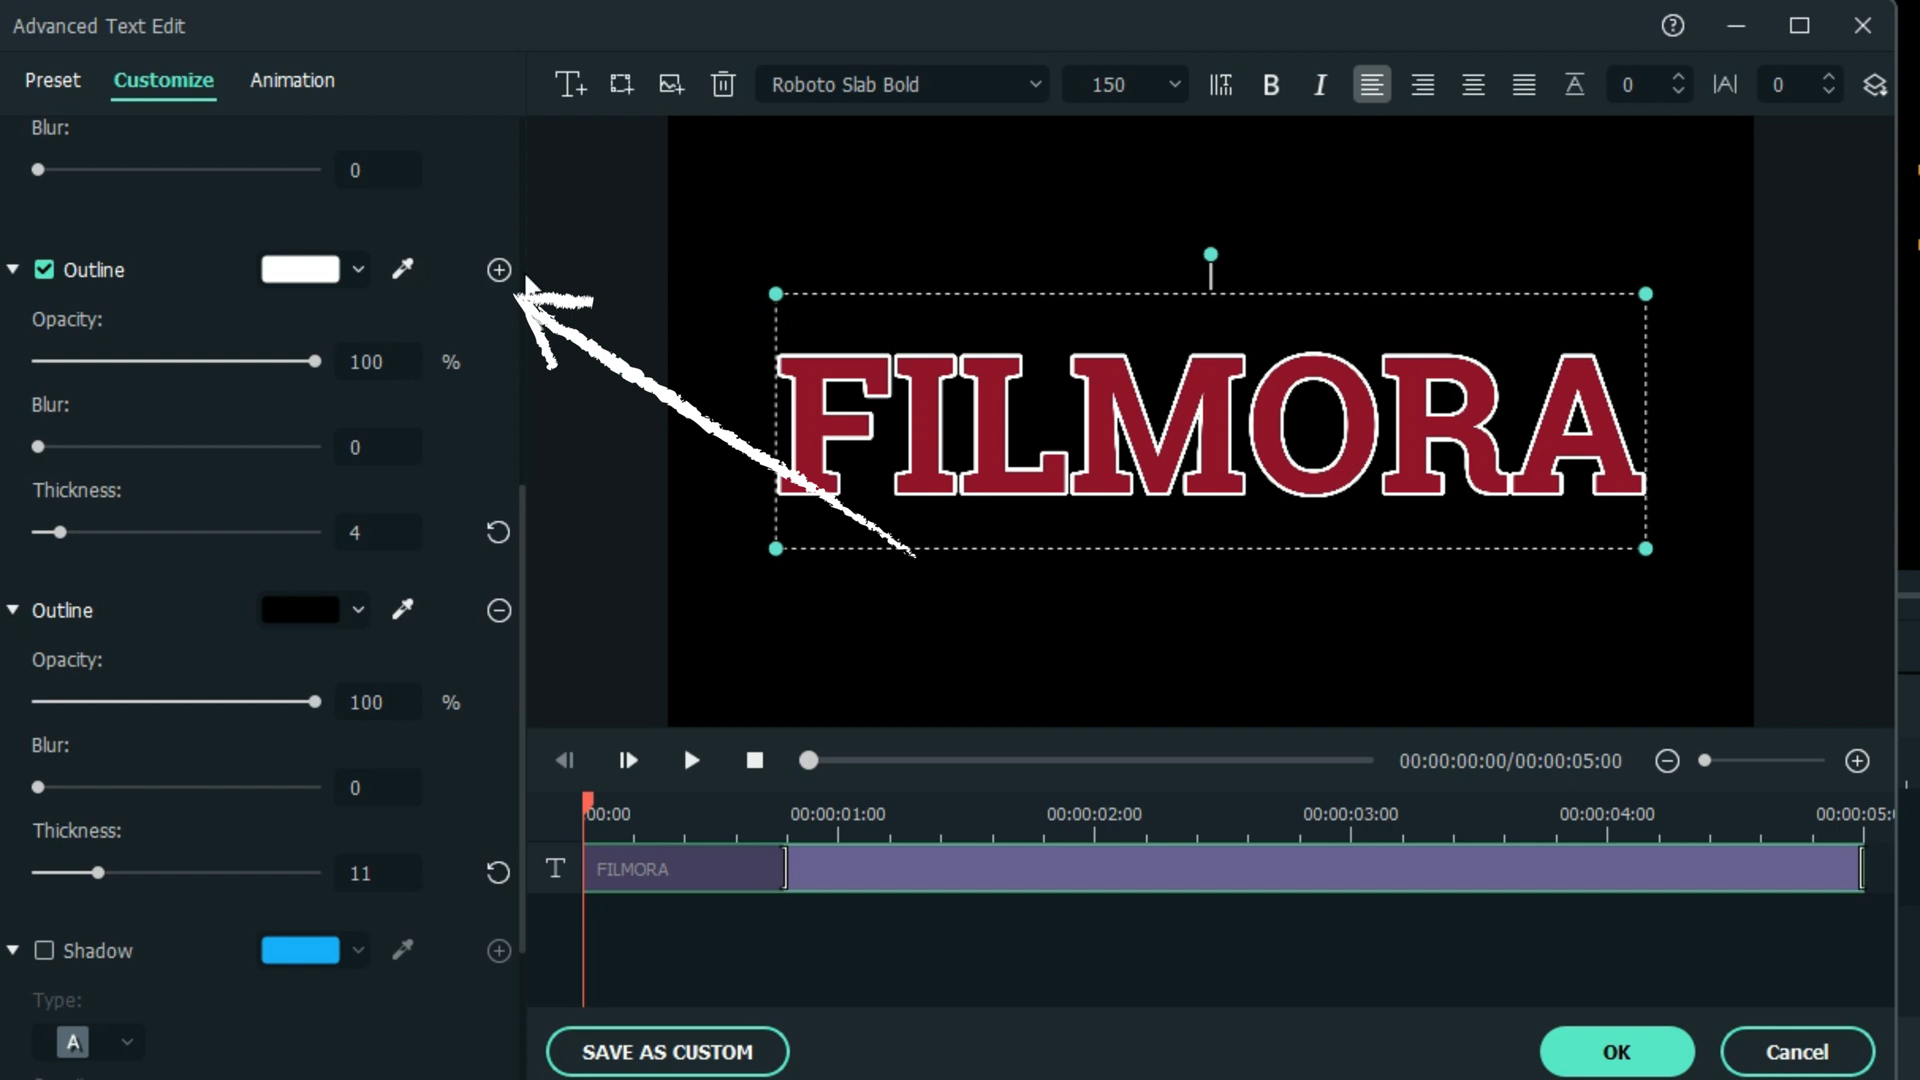 Advanced Text Edit
Preset Customize Animation
Roboto Slab Bold 150 B I 0 0
Blur:
0
Outline
Opacity:
100 %
Blur:
0
Thickness:
4
Outline
Opacity:
100 %
Blur:
0
Thickness:
11
Shadow
Type:
A
FILMORA
00:00:00:00/00:00:05:00
00:00 00:00:01:00 00:00:02:00 00:00:03:00 00:00:04:00 00:00:05:
T FILMORA
SAVE AS CUSTOM OK Cancel